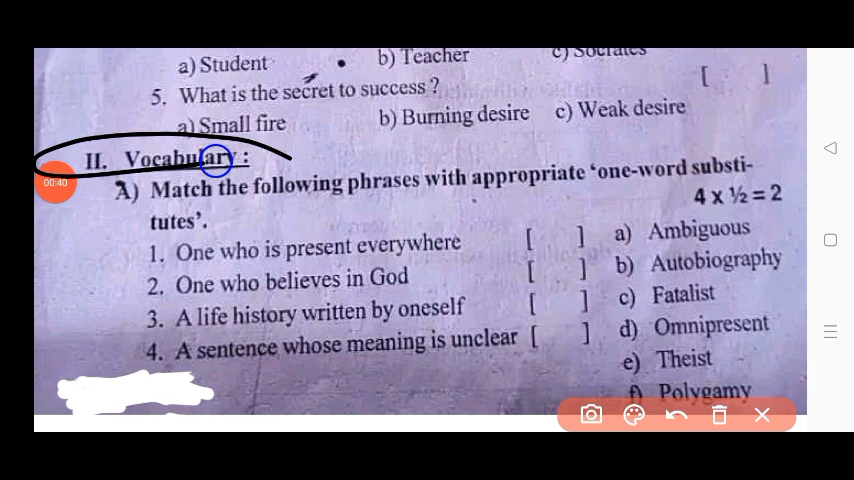 a) Student b) Teacher c) Socrates
5. What is the secret to success ? [ ]
a) Small fire b) Burning desire c) Weak desire
II. Vocabulary :
00:40
A) Match the following phrases with appropriate ‘one-word substi-
tutes’. 4 x ½ = 2
1. One who is present everywhere [ ] a) Ambiguous
2. One who believes in God [ ] b) Autobiography
3. A life history written by oneself [ ] c) Fatalist
4. A sentence whose meaning is unclear [ ] d) Omnipresent
e) Theist
f) Polygamy